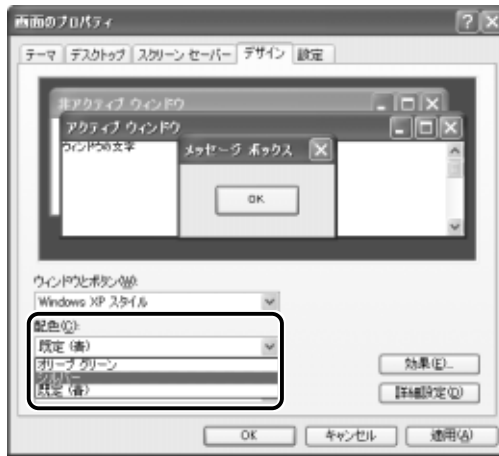 画面のプロパティ
テーマ デスクトップ スクリーン セーバー デザイン 設定
非アクティブ ウィンドウ
アクティブ ウィンドウ
ウィンドウの文字
メッセージ ボックス
OK
ウィンドウとボタン(W):
Windows XP スタイル
配色(C):
既定 (青)
オリーブ グリーン
シルバー
既定 (青)
効果(E)...
詳細設定(D)
OK キャンセル 適用(A)